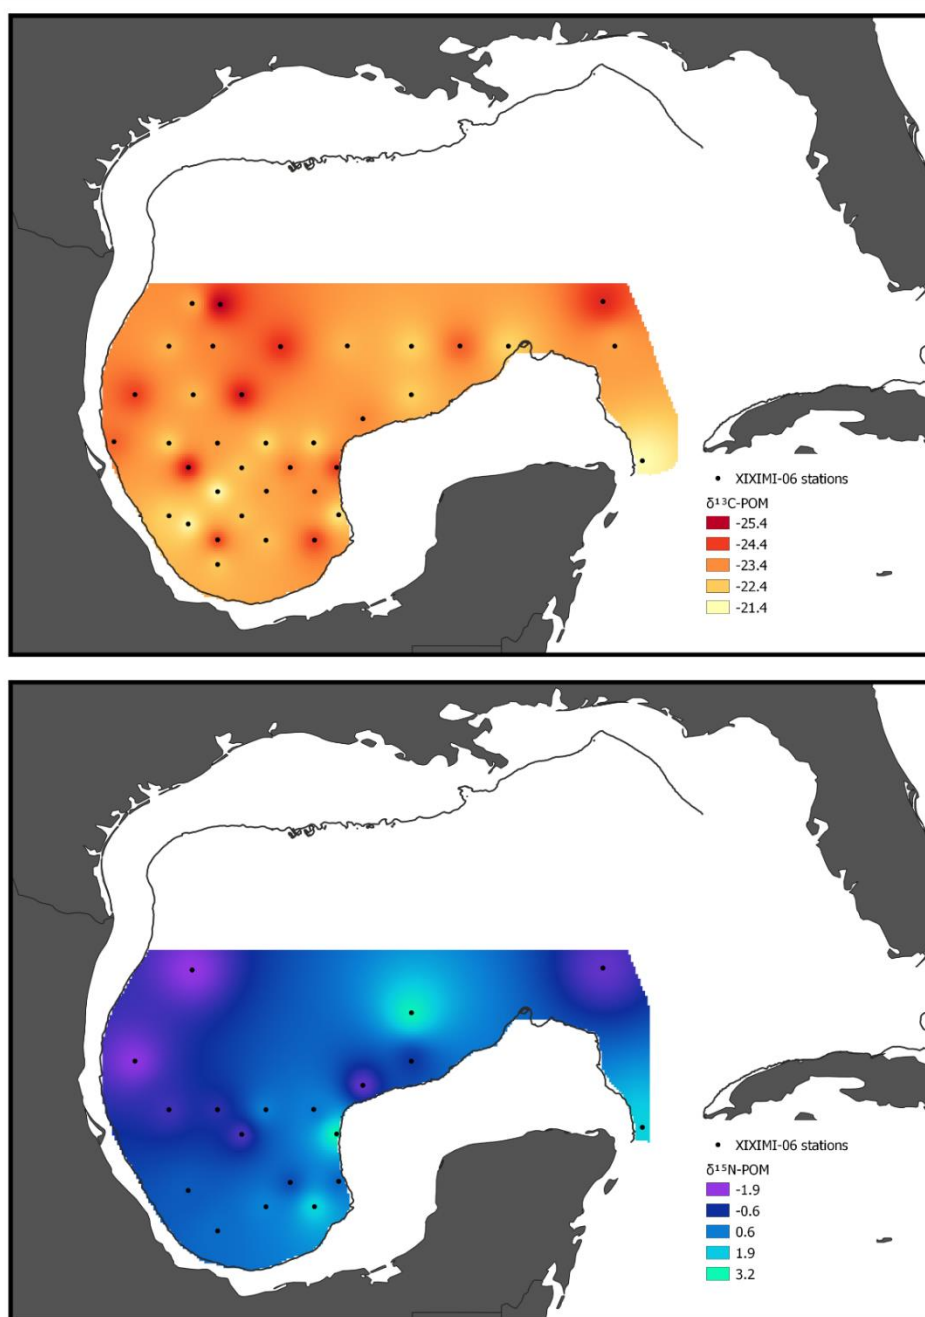 XIXIMI-06 stations
δ¹³C-POM
-25.4
-24.4
-23.4
-22.4
-21.4
XIXIMI-06 stations
δ¹⁵N-POM
-1.9
-0.6
0.6
1.9
3.2